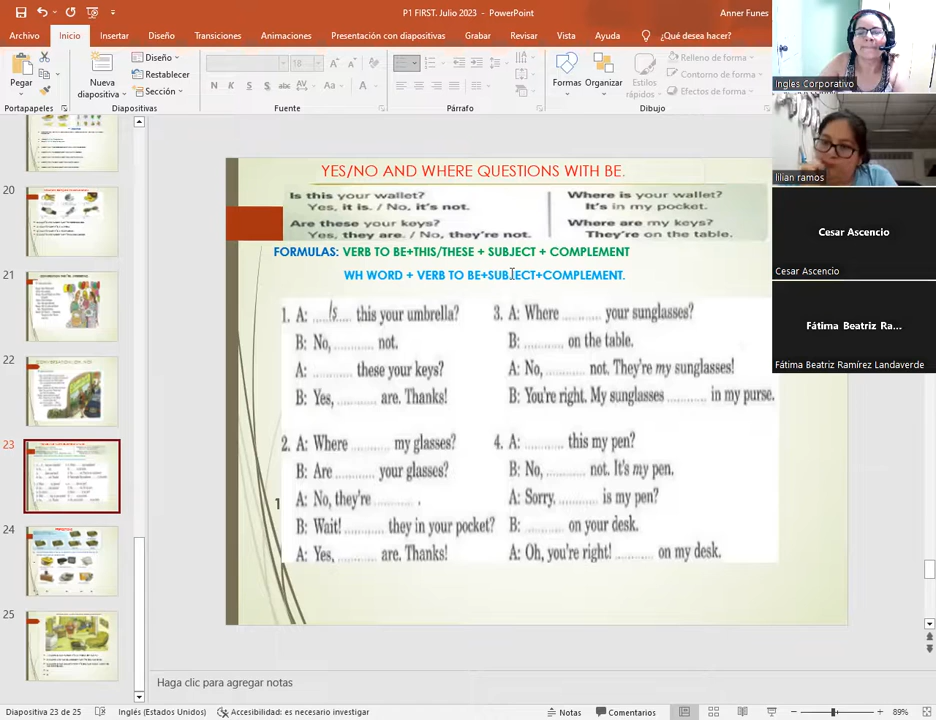 P1 FIRST. Julio 2023 - PowerPoint
Anner Funes
Archivo Inicio Insertar Diseño Transiciones Animaciones Presentación con diapositivas Grabar Revisar Vista Ayuda ¿Qué desea hacer?
Pegar
Nueva diapositiva
Diseño
Restablecer
Sección
18
N K S
Formas
Organizar
Estilos rápidos
Relleno de forma
Contorno de forma
Efectos de forma
Portapapeles Diapositivas Fuente Párrafo Dibujo
Ingles Corporativo
lilian ramos
Cesar Ascencio
Cesar Ascencio
Fátima Beatriz Ra...
Fátima Beatriz Ramírez Landaverde
20
21
22
23
24
25
YES/NO AND WHERE QUESTIONS WITH BE.
Is this your wallet?
Yes, it is. / No, it's not.
Are these your keys?
Yes, they are. / No, they're not.
Where is your wallet?
It's in my pocket.
Where are my keys?
They're on the table.
FORMULAS: VERB TO BE+THIS/THESE + SUBJECT + COMPLEMENT
WH WORD + VERB TO BE+SUBJECT+COMPLEMENT.
1. A: ....Is.... this your umbrella?
B: No, .......... not.
A: .......... these your keys?
B: Yes, .......... are. Thanks!
2. A: Where .......... my glasses?
B: Are .......... your glasses?
A: No, they're .......... .
B: Wait! .......... they in your pocket?
A: Yes, .......... are. Thanks!
3. A: Where .......... your sunglasses?
B: .......... on the table.
A: No, .......... not. They're my sunglasses!
B: You're right. My sunglasses .......... in my purse.
4. A: .......... this my pen?
B: No, .......... not. It's my pen.
A: Sorry. .......... is my pen?
B: .......... on your desk.
A: Oh, you're right! .......... on my desk.
1
Haga clic para agregar notas
Diapositiva 23 de 25 Inglés (Estados Unidos) Accesibilidad: es necesario investigar Notas Comentarios 89%